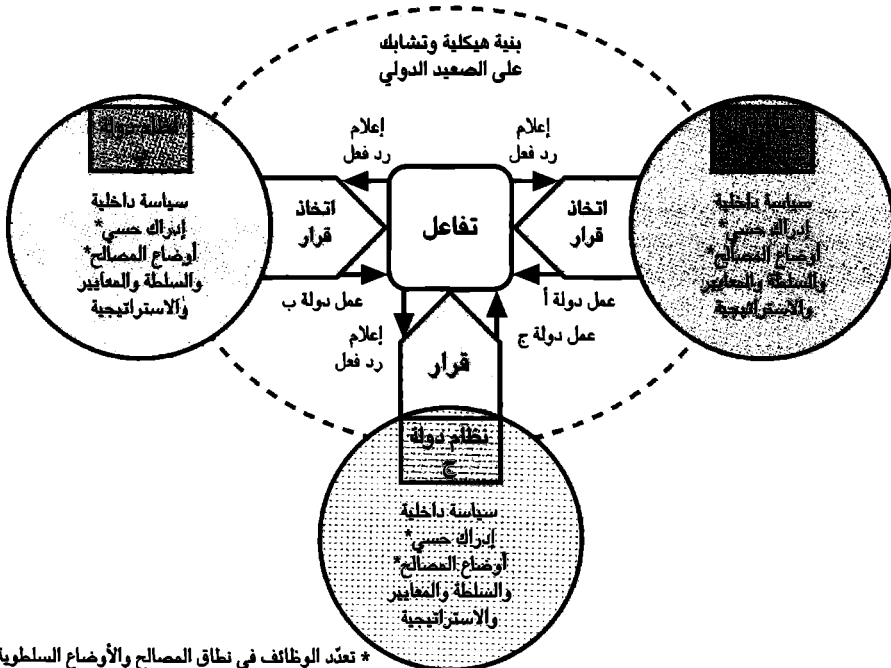 بنية هيكلية وتشابك
على الصعيد الدولي
إعلام
رد فعل
اتخاذ
قرار
عمل دولة أ
سياسة داخلية
إدراك حسي*
أوضاع المصالح*
والسلطة والمعايير
والاستراتيجية
تفاعل
إعلام
رد فعل
اتخاذ
قرار
عمل دولة ب
نظام دولة
سياسة داخلية
إدراك حسي*
أوضاع المصالح*
والسلطة والمعايير
والاستراتيجية
إعلام
رد فعل
عمل دولة ج
قرار
نظام دولة
ج
سياسة داخلية
إدراك حسي*
أوضاع المصالح*
والسلطة والمعايير
والاستراتيجية
* تعدّد الوظائف في نطاق المصالح والأوضاع السلطوية